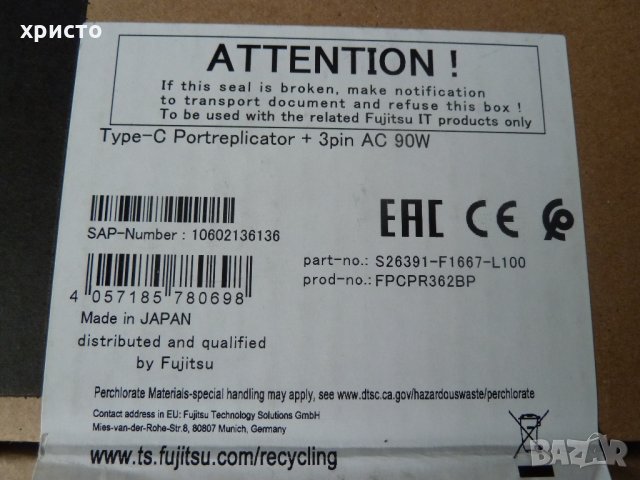 христо
ATTENTION !
If this seal is broken, make notification
to transport document and refuse this box !
To be used with the related Fujitsu IT products only
Type-C Portreplicator + 3pin AC 90W
SAP-Number : 10602136136
EAC CE
part-no.: S26391-F1667-L100
prod-no.: FPCPR362BP
4 057185 780698
Made in JAPAN
distributed and qualified
by Fujitsu
Perchlorate Materials-special handling may apply, see www.dtsc.ca.gov/hazardouswaste/perchlorate
Contact address in EU: Fujitsu Technology Solutions GmbH
Mies-van-der-Rohe-Str.8, 80807 Munich, Germany
www.ts.fujitsu.com/recycling
BAZAR